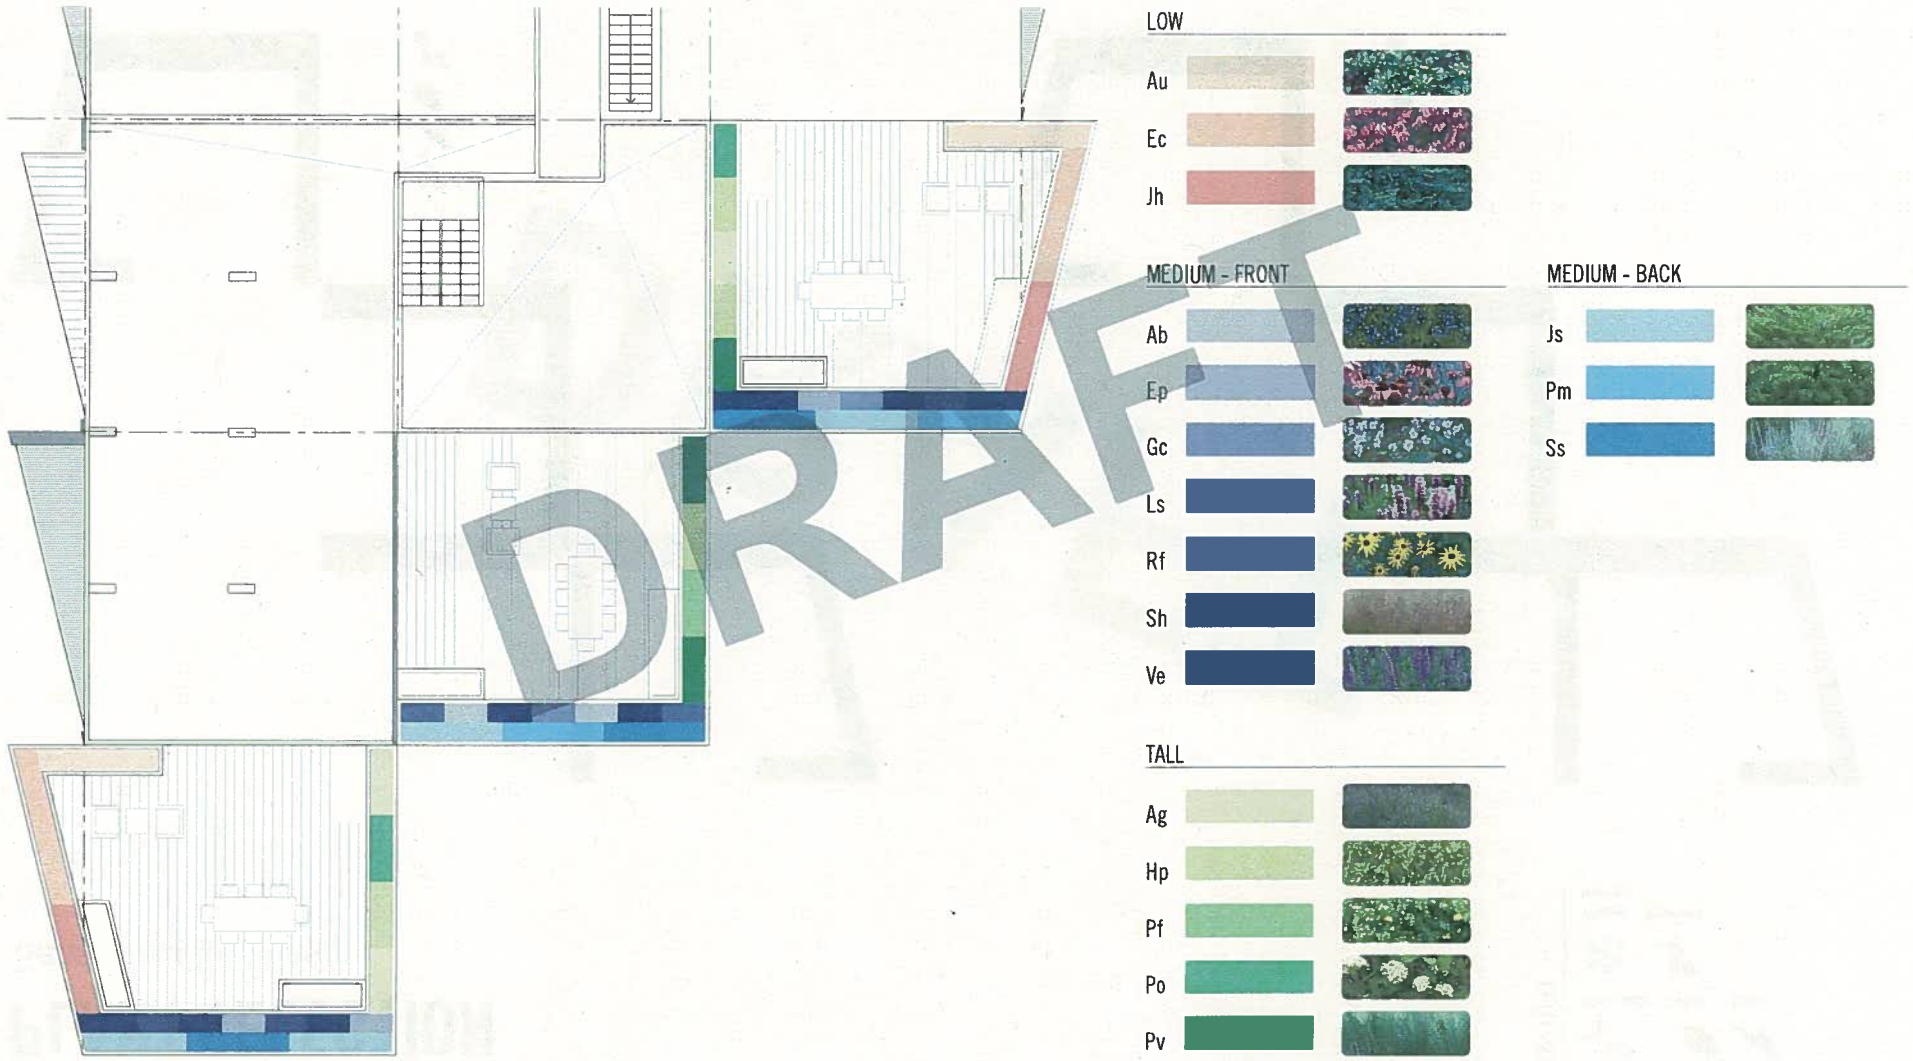 LOW
Au
Ec
Jh
MEDIUM - FRONT
Ab
Ep
Gc
Ls
Rf
Sh
Ve
MEDIUM - BACK
Js
Pm
Ss
TALL
Ag
Hp
Pf
Po
Pv
DRAFT